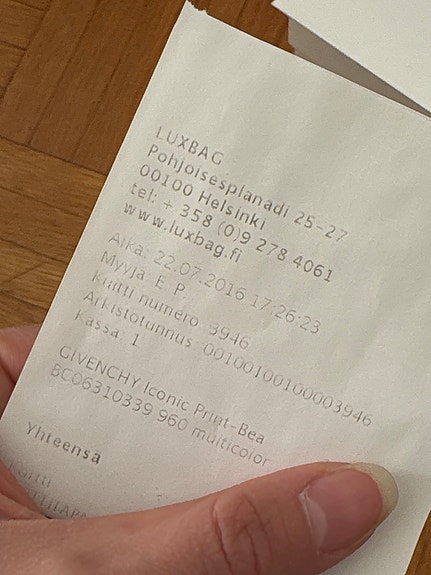 LUXBAG
Pohjoisesplanadi 25-27
00100 Helsinki
tel: + 358 (0)9 278 4061
www.luxbag.fi
Aika: 22.07.2016 17:26:23
Myyjä: E. P.
Kuitti numero 3946
Arkistotunnus 00100100100003946
Kassa: 1
GIVENCHY Iconic Print-Bea
BC06310339 960 multicolor
Yhteensä